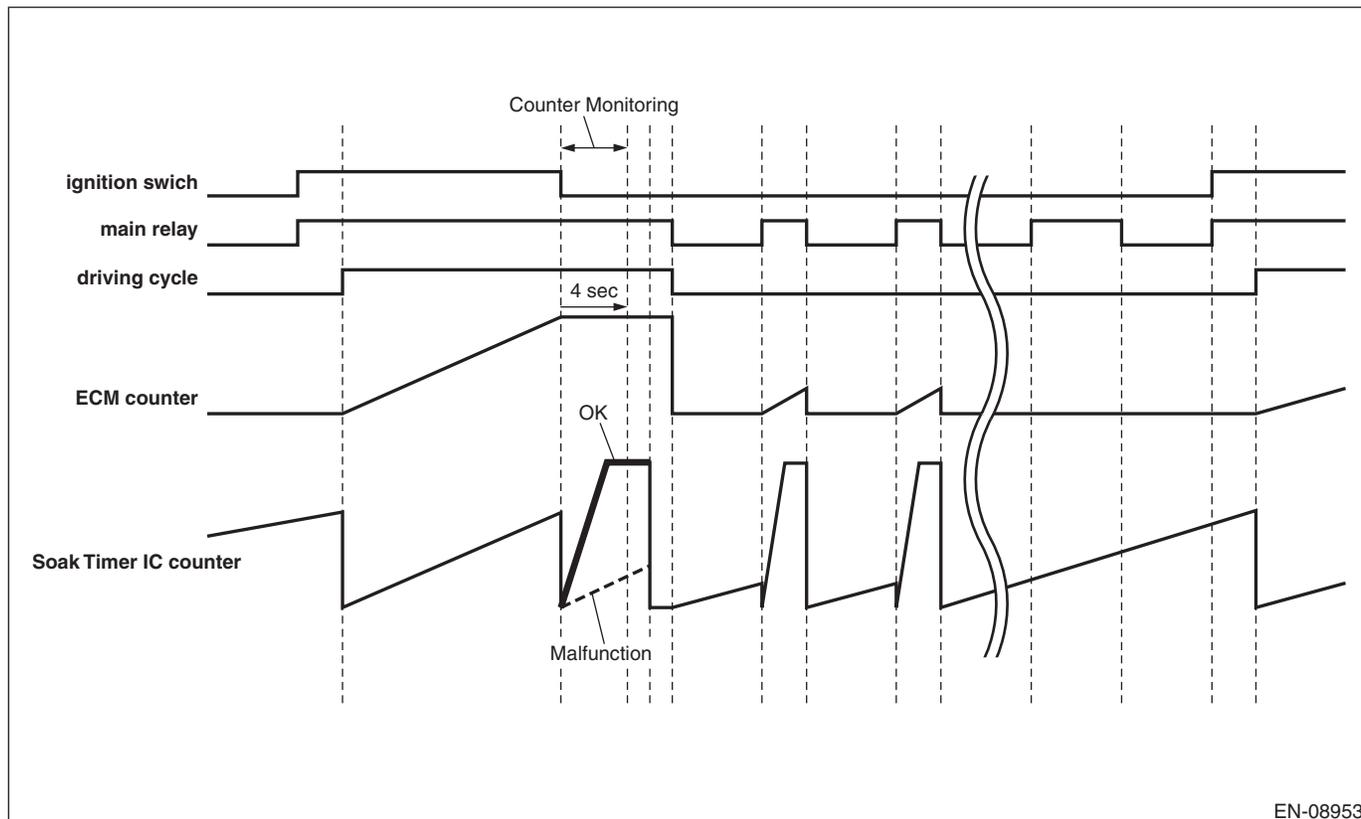 Counter Monitoring
ignition swich
main relay
driving cycle
4 sec
ECM counter
OK
Soak Timer IC counter
Malfunction
EN-08953